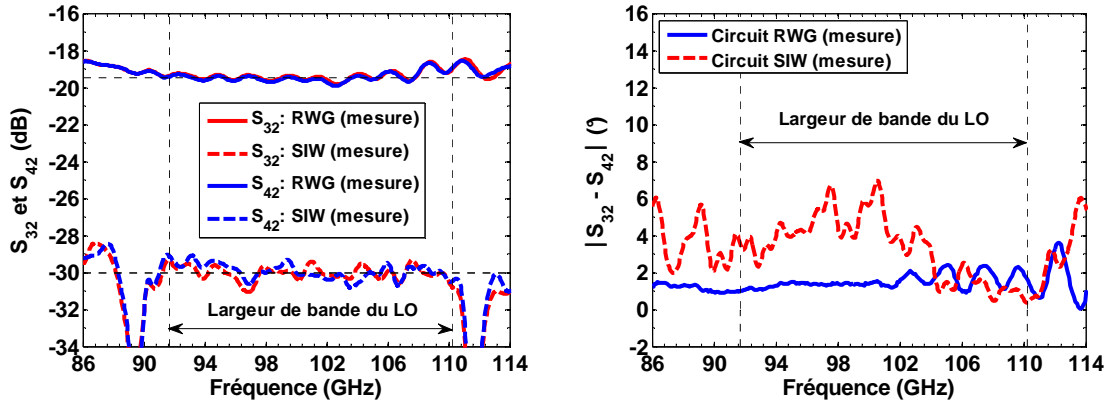 -16
-18
-20
-22
-24
-26
-28
-30
-32
-34
S32 et S42 (dB)
S32: RWG (mesure)
S32: SIW (mesure)
S42: RWG (mesure)
S42: SIW (mesure)
Largeur de bande du LO
86 90 94 98 102 106 110 114
Fréquence (GHz)
16
14
12
10
8
6
4
2
0
-2
| S32 - S42 | (°)
Circuit RWG (mesure)
Circuit SIW (mesure)
Largeur de bande du LO
86 90 94 98 102 106 110 114
Fréquence (GHz)